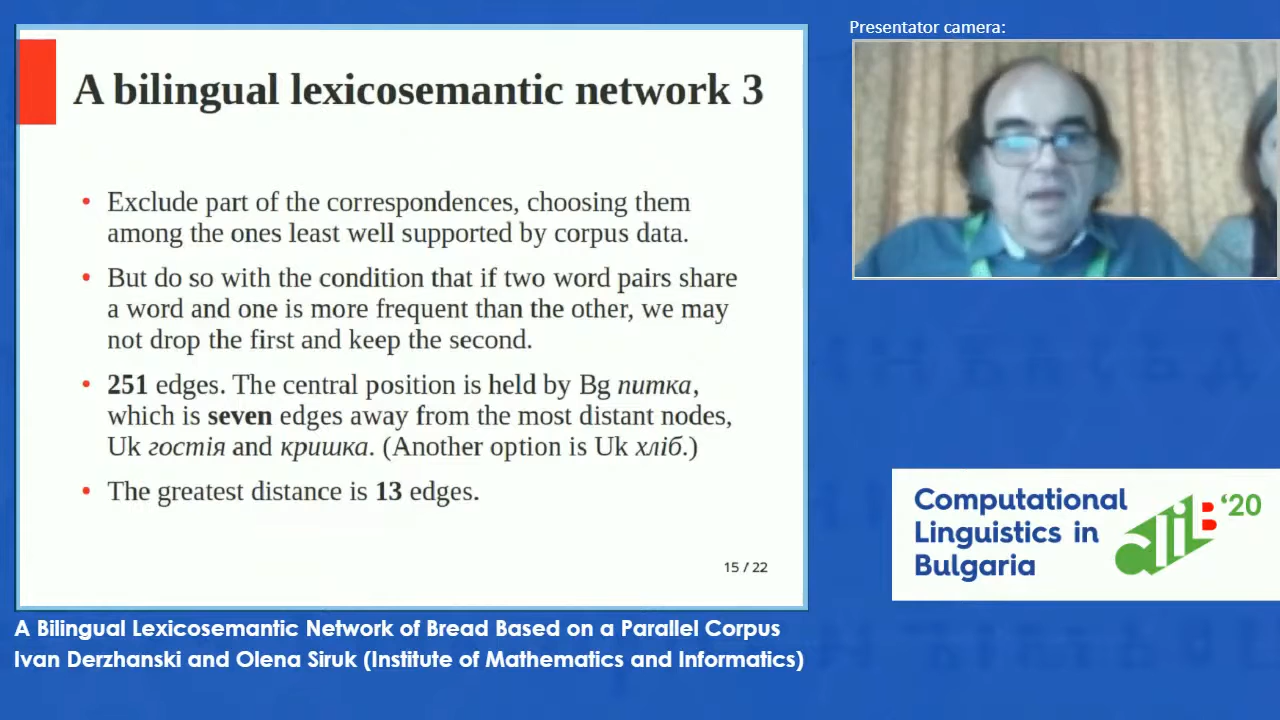 Presentator camera:
A bilingual lexicosemantic network 3
• Exclude part of the correspondences, choosing them
among the ones least well supported by corpus data.
• But do so with the condition that if two word pairs share
a word and one is more frequent than the other, we may
not drop the first and keep the second.
• 251 edges. The central position is held by Bg питка,
which is seven edges away from the most distant nodes,
Uk гостія and кришка. (Another option is Uk хліб.)
• The greatest distance is 13 edges.
15 / 22
Computational
Linguistics in
Bulgaria
clib '20
A Bilingual Lexicosemantic Network of Bread Based on a Parallel Corpus
Ivan Derzhanski and Olena Siruk (Institute of Mathematics and Informatics)